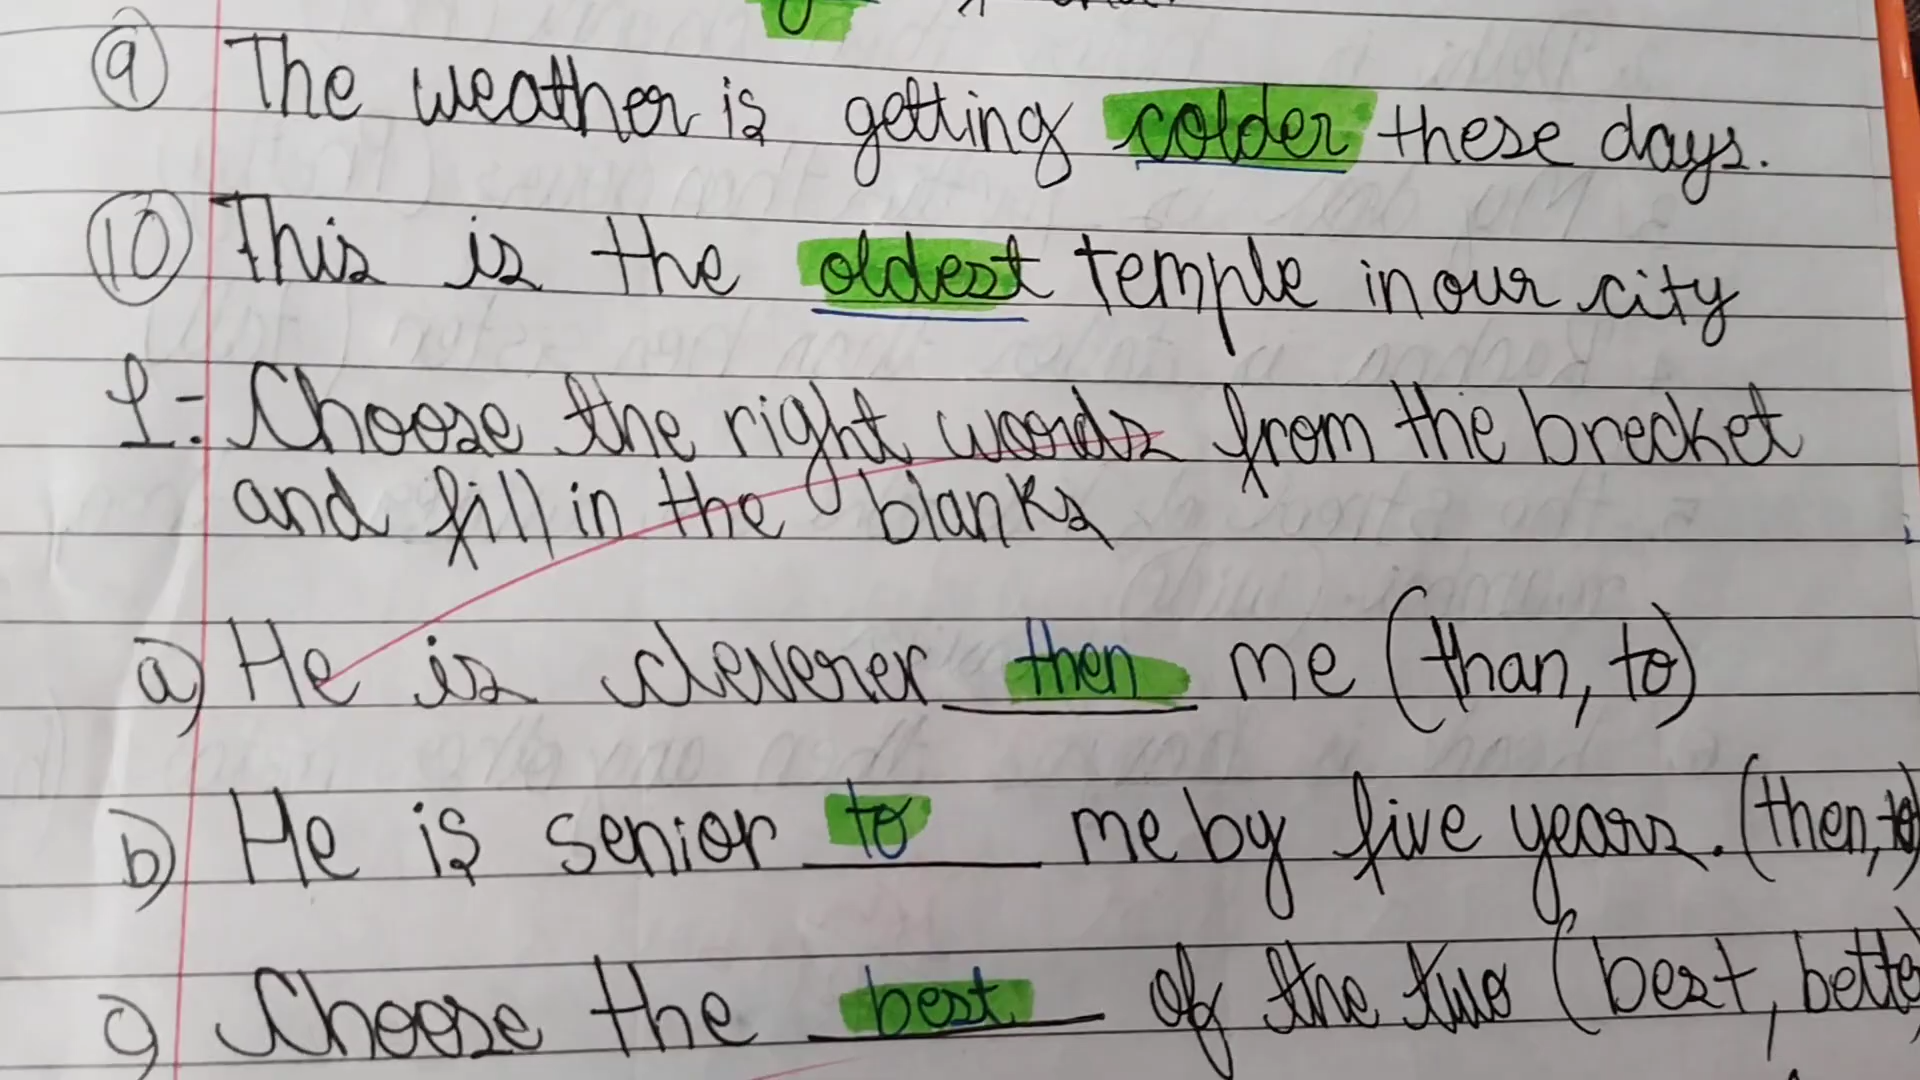 9 The weather is getting colder these days.
10 This is the oldest temple in our city
I:- Choose the right words from the brecket
and fill in the blanks
a) He is cleverer then me (than, to)
b) He is senior to me by five years. (then, to)
c) Choose the best of the two (best, better